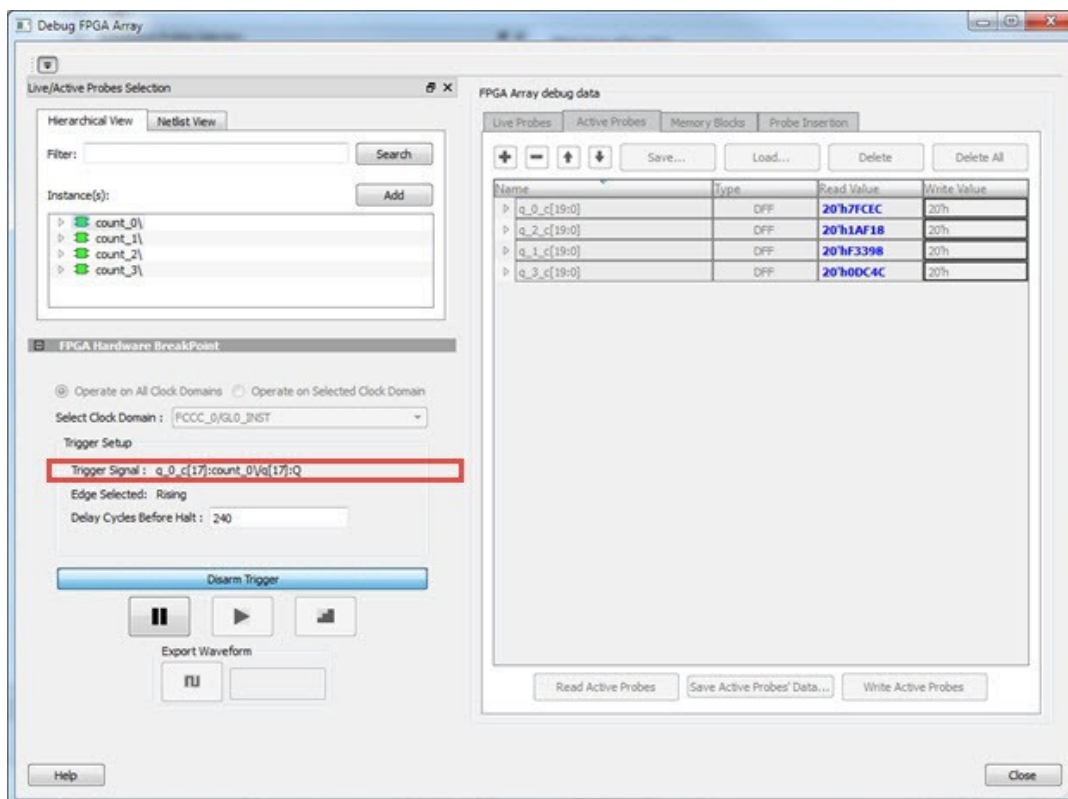 Debug FPGA Array
Live/Active Probes Selection
Hierarchical View Netlist View
Filter: Search
Instance(s): Add
count_0\
count_1\
count_2\
count_3\
FPGA Hardware BreakPoint
Operate on All Clock Domains Operate on Selected Clock Domain
Select Clock Domain : FCCC_0/GL0_INST
Trigger Setup
Trigger Signal : q_0_c[17]:count_0\/q[17]:Q
Edge Selected: Rising
Delay Cycles Before Halt : 240
Disarm Trigger
Export Waveform
FPGA Array debug data
Live Probes Active Probes Memory Blocks Probe Insertion
Save... Load... Delete Delete All
Name Type Read Value Write Value
q_0_c[19:0] DFF 20'h7FCEC 20'h
q_2_c[19:0] DFF 20'h1AF18 20'h
q_1_c[19:0] DFF 20'hF3398 20'h
q_3_c[19:0] DFF 20'h0DC4C 20'h
Read Active Probes Save Active Probes' Data... Write Active Probes
Help Close